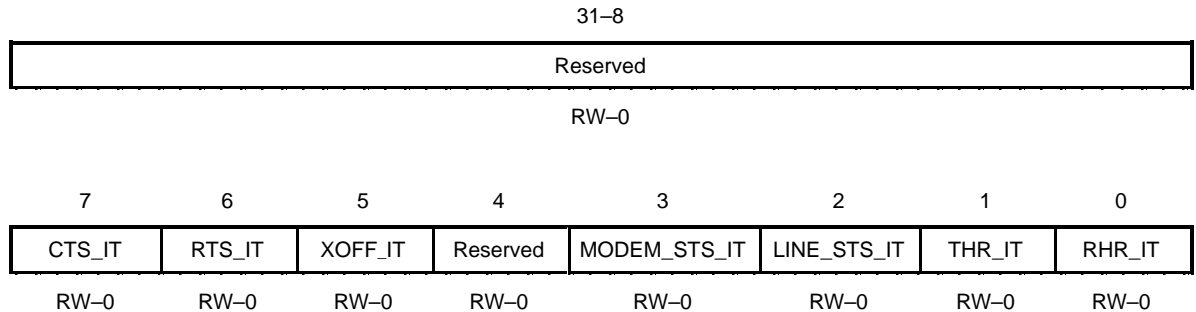 31–8
Reserved
RW–0
7 6 5 4 3 2 1 0
CTS_IT RTS_IT XOFF_IT Reserved MODEM_STS_IT LINE_STS_IT THR_IT RHR_IT
RW–0 RW–0 RW–0 RW–0 RW–0 RW–0 RW–0 RW–0